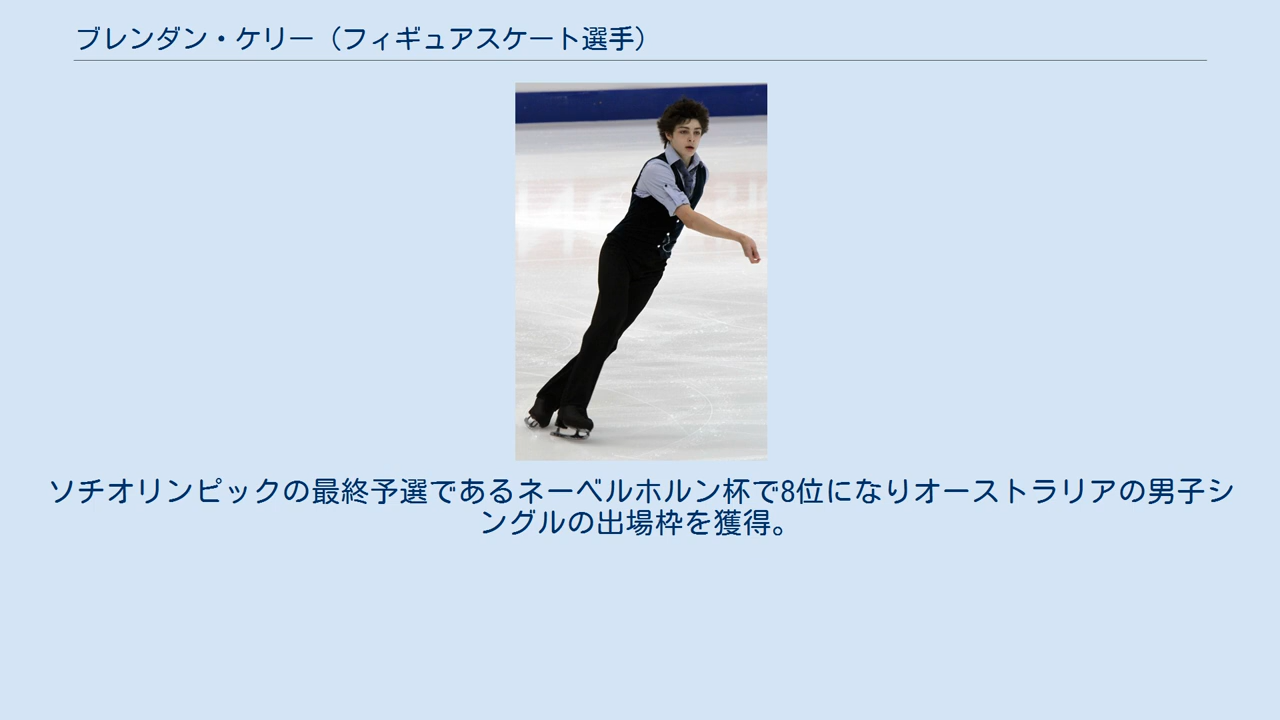 ブレンダン・ケリー（フィギュアスケート選手）
ソチオリンピックの最終予選であるネーベルホルン杯で8位になりオーストラリアの男子シ
ングルの出場枠を獲得。